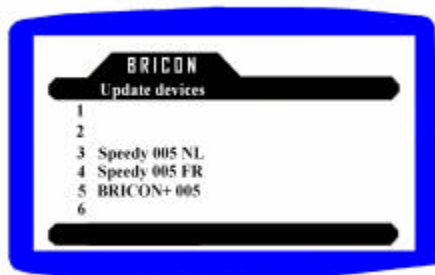 BRICON
Update devices
1
2
3 Speedy 005 NL
4 Speedy 005 FR
5 BRICON+ 005
6